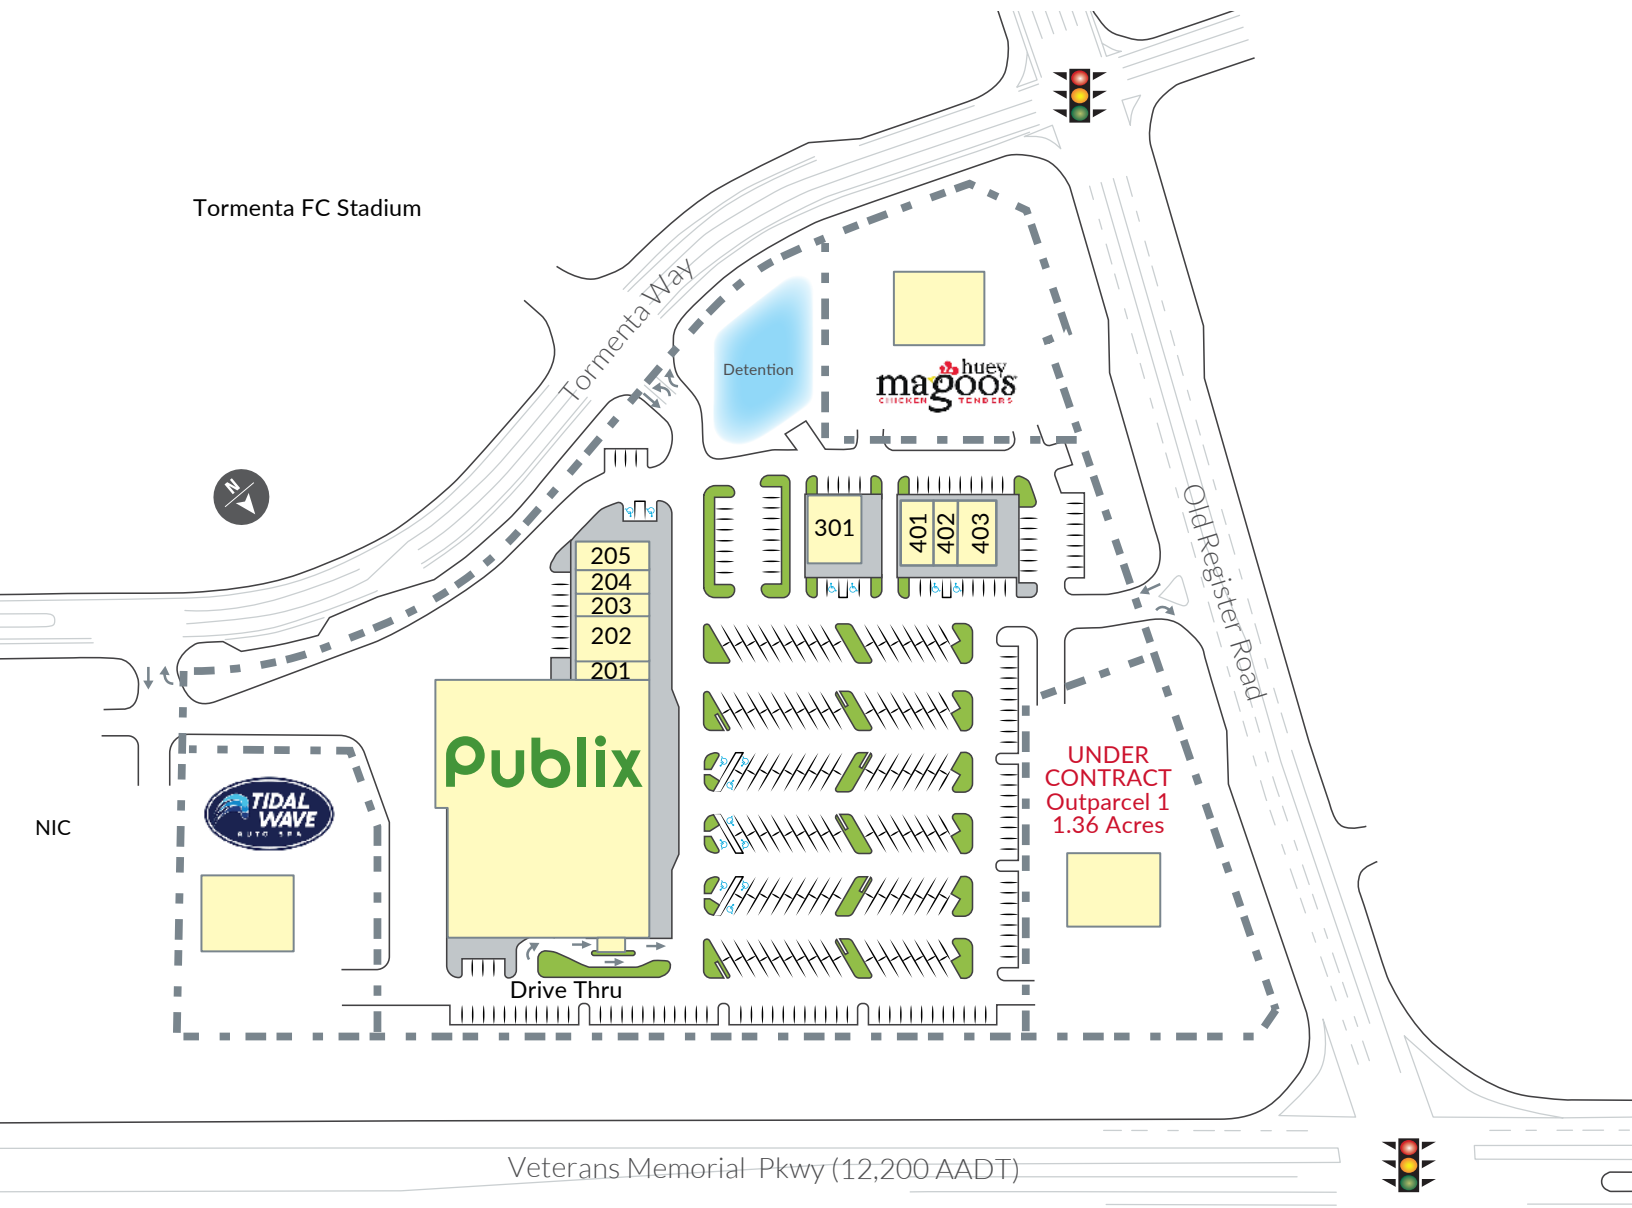 Tormenta FC Stadium
Tormenta Way
Detention
huey
magoos
CHICKEN TENDERS
N
301
401
402
403
205
204
203
202
201
Old Register Road
Publix
UNDER
CONTRACT
Outparcel 1
1.36 Acres
TIDAL
WAVE
AUTO SPA
NIC
Drive Thru
Veterans Memorial Pkwy (12,200 AADT)